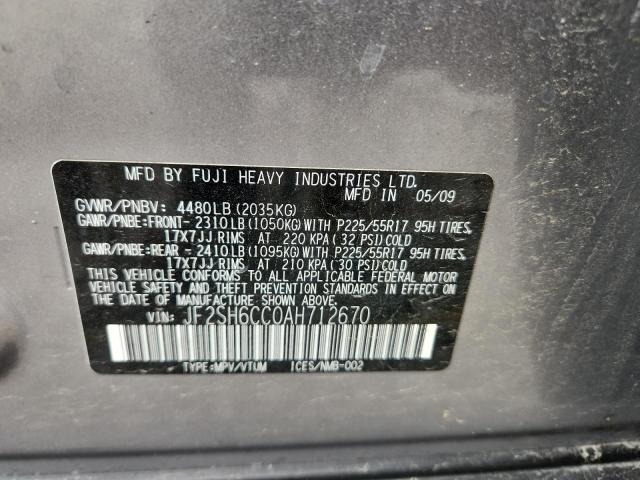 MFD BY FUJI HEAVY INDUSTRIES LTD.
MFD IN 05/09
GVWR/PNBV: 4480LB(2035KG)
GAWR/PNBE:FRONT-2310LB(1050KG)WITH P225/55R17 95H TIRES,
17X7JJ RIMS AT 220 KPA(32 PSI)COLD
GAWR/PNBE:REAR -2410LB(1095KG)WITH P225/55R17 95H TIRES,
17X7JJ RIMS AT 210 KPA(30 PSI)COLD
THIS VEHICLE CONFORMS TO ALL APPLICABLE FEDERAL MOTOR
VEHICLE SAFETY AND THEFT PREVENTION STANDARDS IN EFFECT ON
THE DATE OF MANUFACTURE SHOWN ABOVE.
VIN: JF2SH6CC0AH712670
TYPE:MPV/VTUM ICES/NMB-002